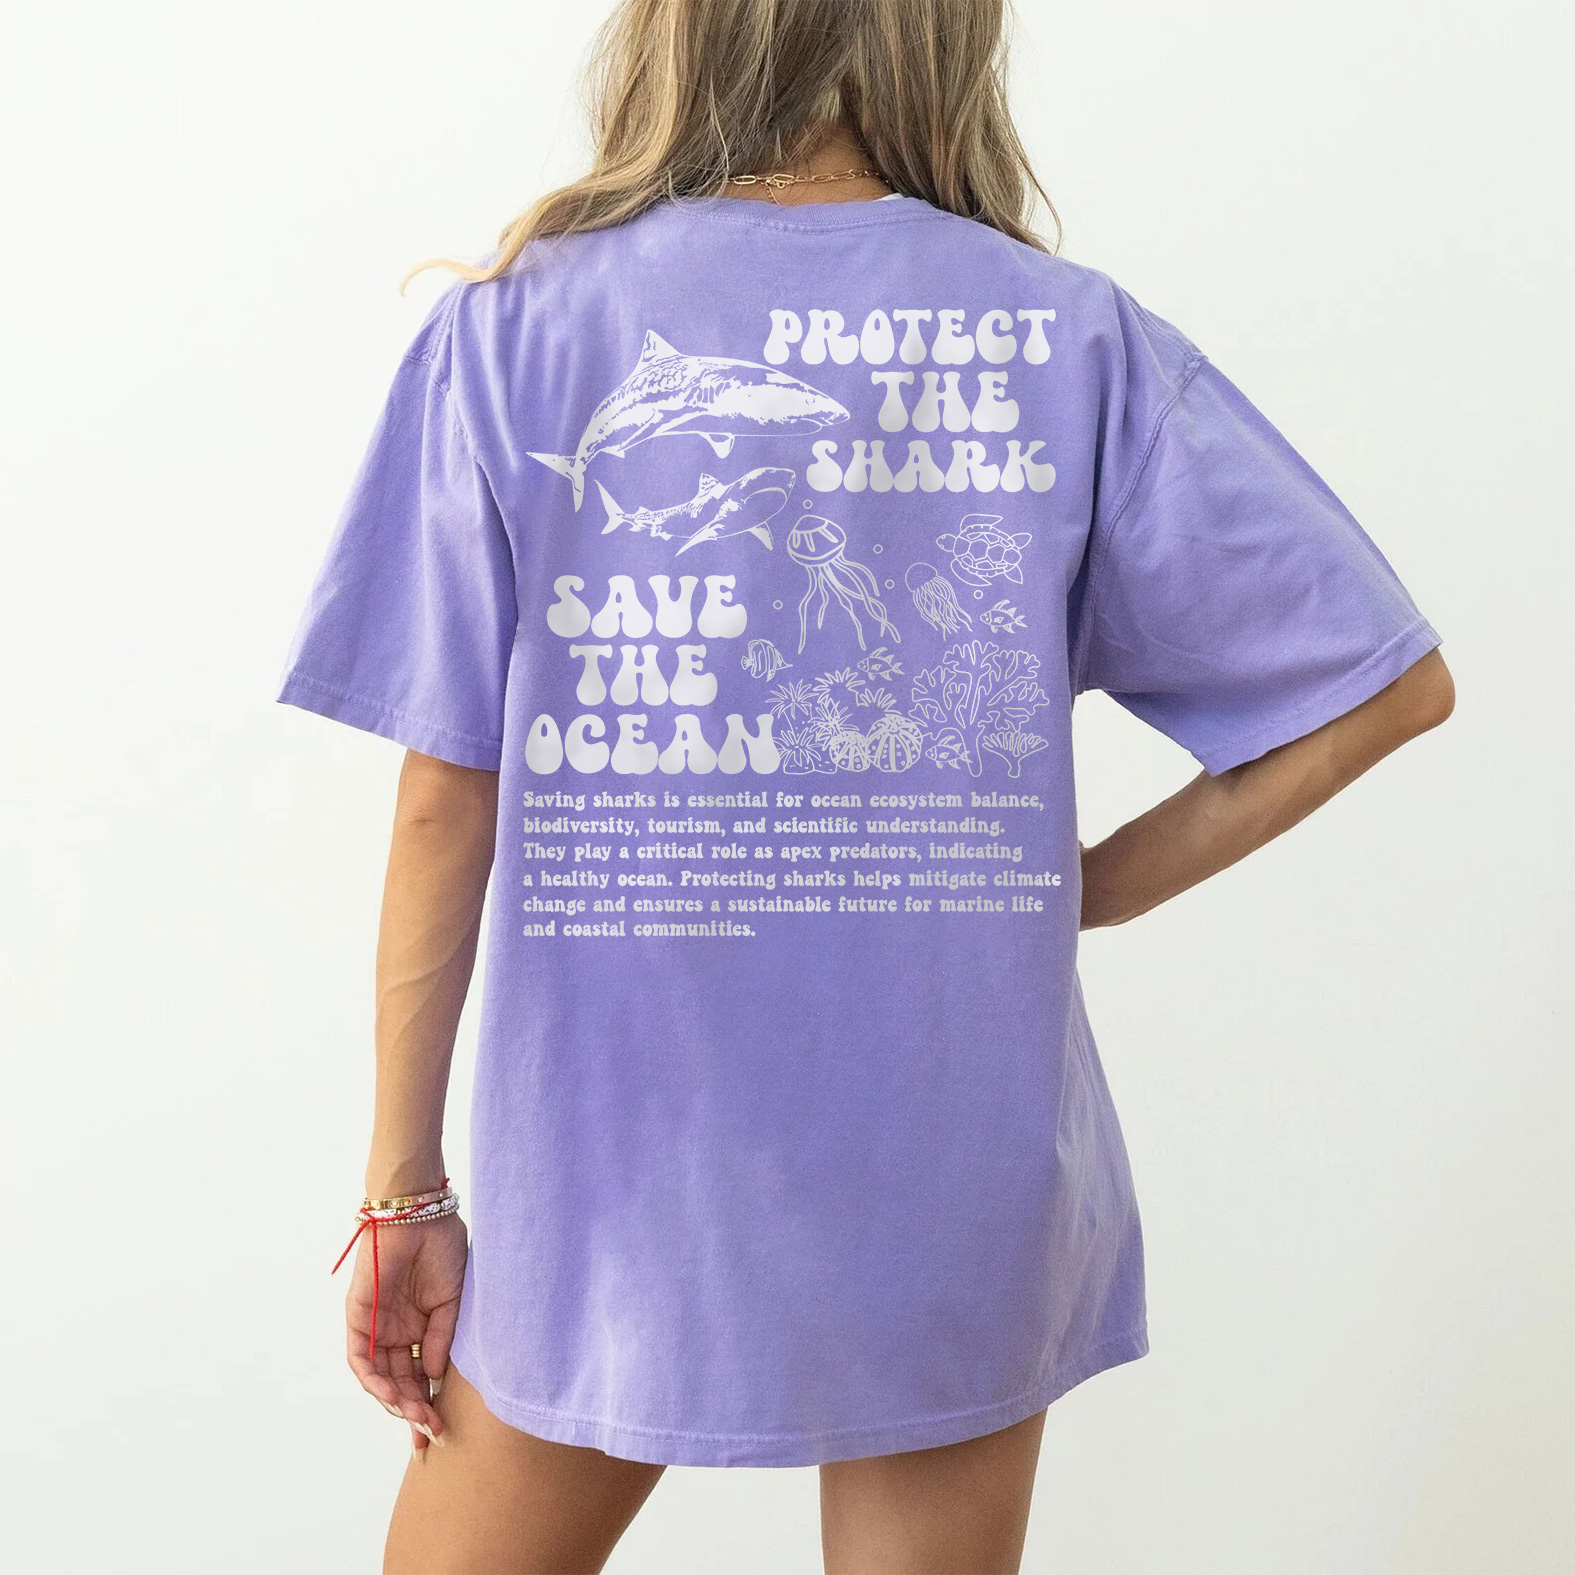 PROTECT
THE
SHARK
SAVE
THE
OCEAN
Saving sharks is essential for ocean ecosystem balance,
biodiversity, tourism, and scientific understanding.
They play a critical role as apex predators, indicating
a healthy ocean. Protecting sharks helps mitigate climate
change and ensures a sustainable future for marine life
and coastal communities.